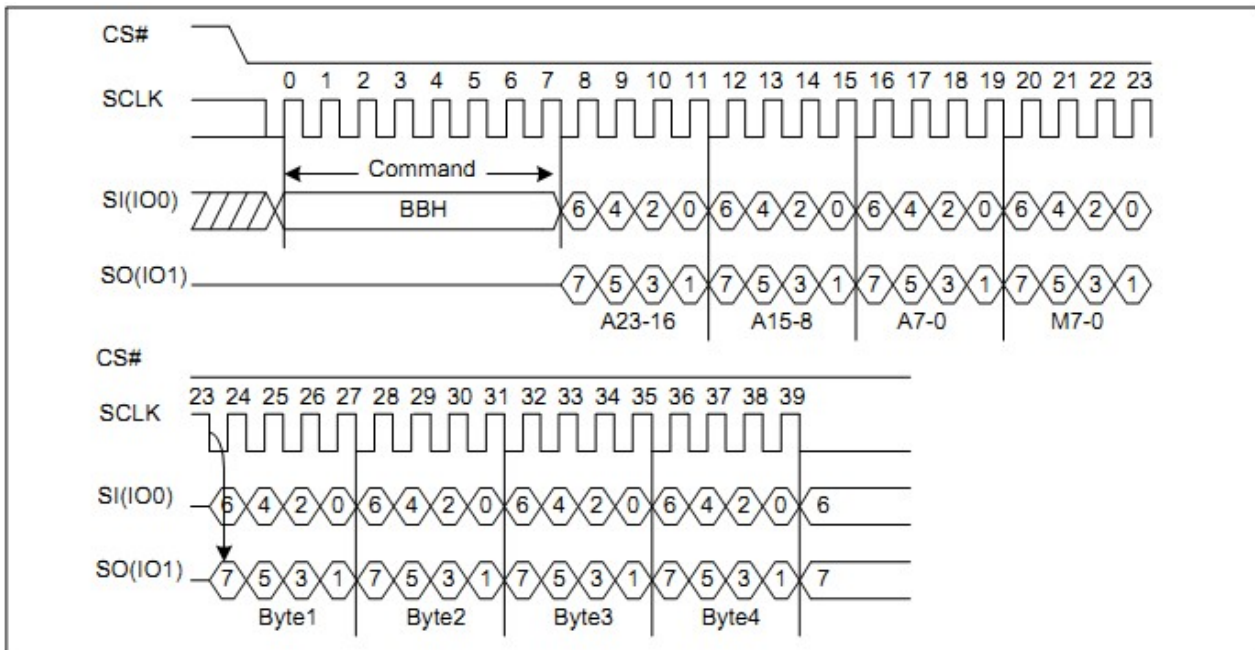 CS#
0 1 2 3 4 5 6 7 8 9 10 11 12 13 14 15 16 17 18 19 20 21 22 23
SCLK
Command
SI(IO0) BBH 6 4 2 0 6 4 2 0 6 4 2 0 6 4 2 0
SO(IO1) 7 5 3 1 7 5 3 1 7 5 3 1 7 5 3 1
A23-16 A15-8 A7-0 M7-0
CS#
23 24 25 26 27 28 29 30 31 32 33 34 35 36 37 38 39
SCLK
SI(IO0) 6 4 2 0 6 4 2 0 6 4 2 0 6 4 2 0 6
SO(IO1) 7 5 3 1 7 5 3 1 7 5 3 1 7 5 3 1 7
Byte1 Byte2 Byte3 Byte4